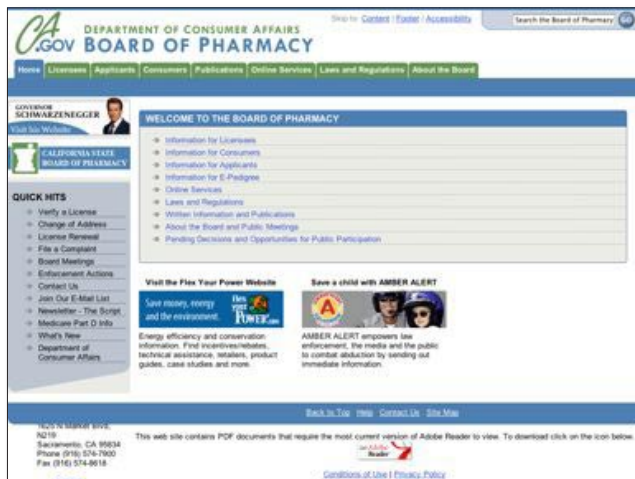 Skip to: Content | Footer | Accessibility
Search the Board of Pharmacy
GO
CA
.GOV
DEPARTMENT OF CONSUMER AFFAIRS
BOARD OF PHARMACY
Home
Licensees
Applicants
Consumers
Publications
Online Services
Laws and Regulations
About the Board
GOVERNOR
SCHWARZENEGGER
Visit his Website
CALIFORNIA STATE
BOARD OF PHARMACY
QUICK HITS
Verify a License
Change of Address
License Renewal
File a Complaint
Board Meetings
Enforcement Actions
Contact Us
Join Our E-Mail List
Newsletter - The Script
Medicare Part D Info
What's New
Department of
Consumer Affairs
WELCOME TO THE BOARD OF PHARMACY
Information for Licensees
Information for Consumers
Information for Applicants
Information for E-Pedigree
Online Services
Laws and Regulations
Written Information and Publications
About the Board and Public Meetings
Pending Decisions and Opportunities for Public Participation
Visit the Flex Your Power Website
Save money, energy
and the environment.
flex
your
POWER.org
Energy efficiency and conservation
information. Find incentives/rebates,
technical assistance, retailers, product
guides, case studies and more.
Save a child with AMBER ALERT
A
AMBER ALERT empowers law
enforcement, the media and the public
to combat abduction by sending out
immediate information.
Back to Top
Help
Contact Us
Site Map
1625 N Market Blvd,
N219
Sacramento, CA 95834
Phone (916) 574-7900
Fax (916) 574-8618
This web site contains PDF documents that require the most current version of Adobe Reader to view. To download click on the icon below.
Get Adobe
Reader
Conditions of Use | Privacy Policy